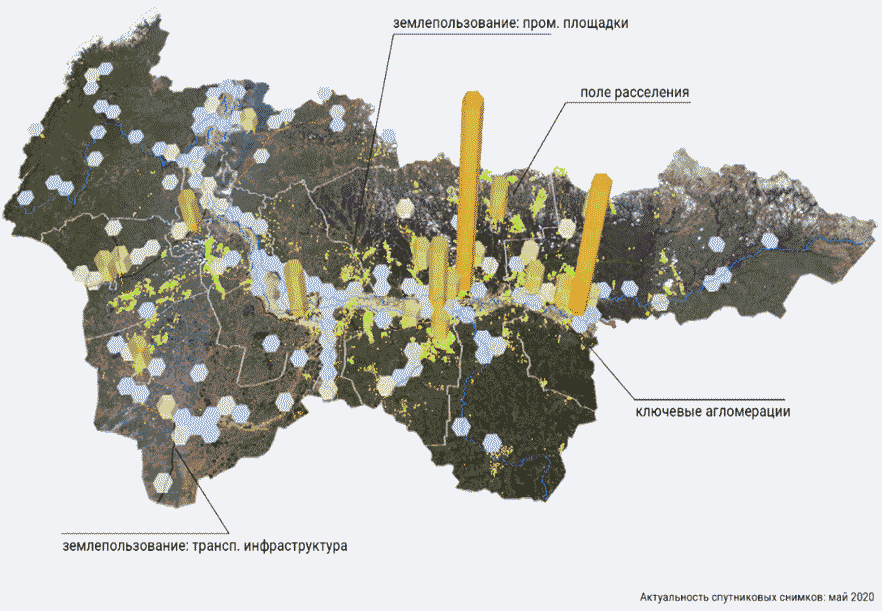 землепользование: пром. площадки
поле расселения
ключевые агломерации
землепользование: трансп. инфраструктура
Актуальность спутниковых снимков: май 2020